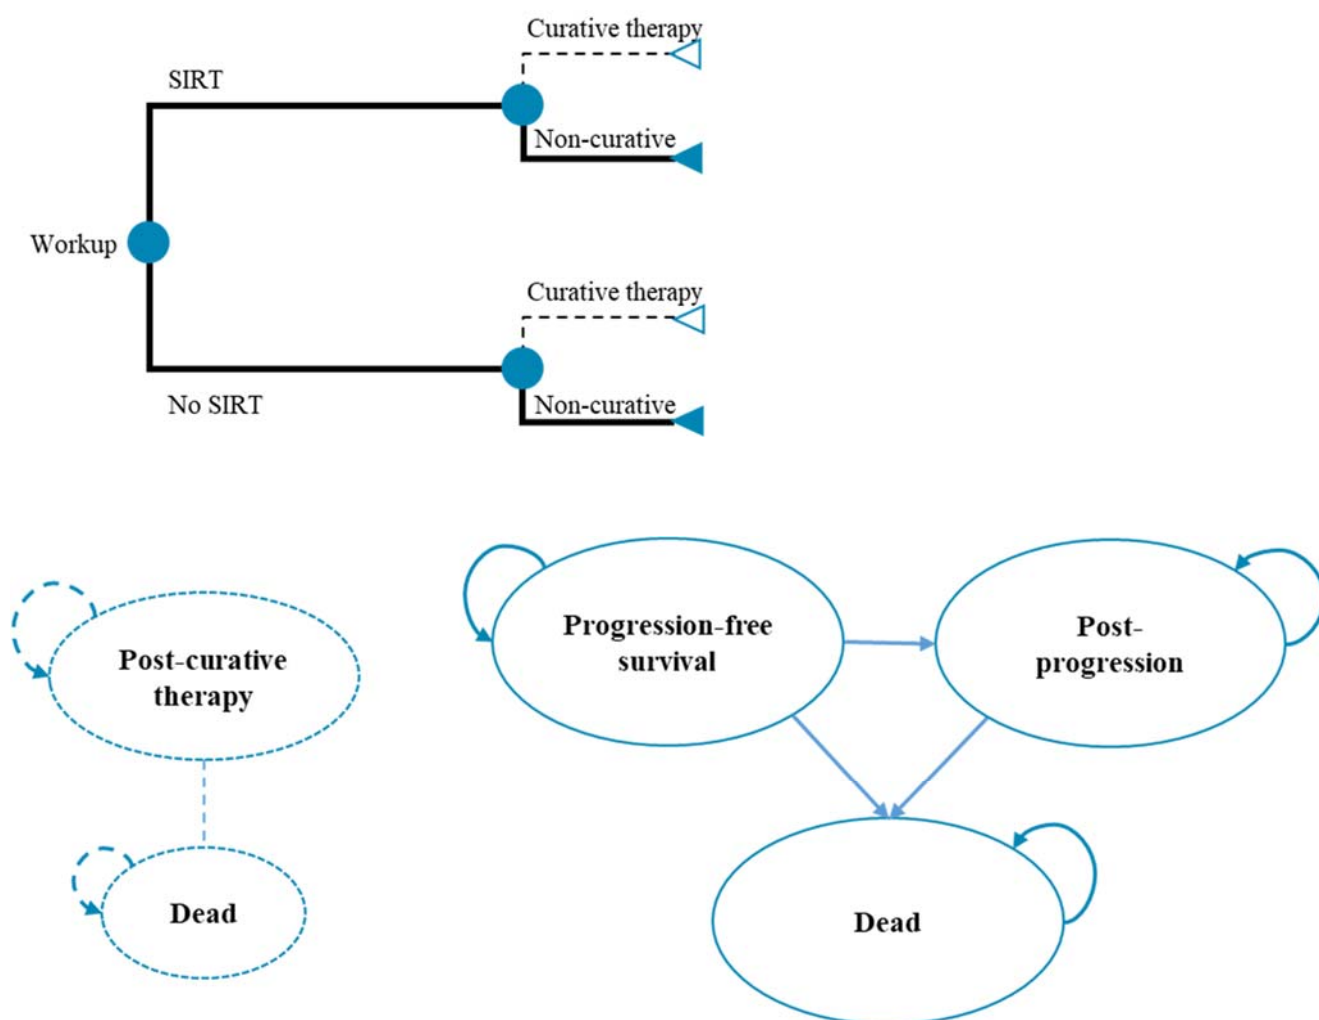 Curative therapy
SIRT
Non-curative
Workup
Curative therapy
No SIRT
Non-curative
Progression-free
survival
Post-
progression
Post-curative
therapy
Dead
Dead